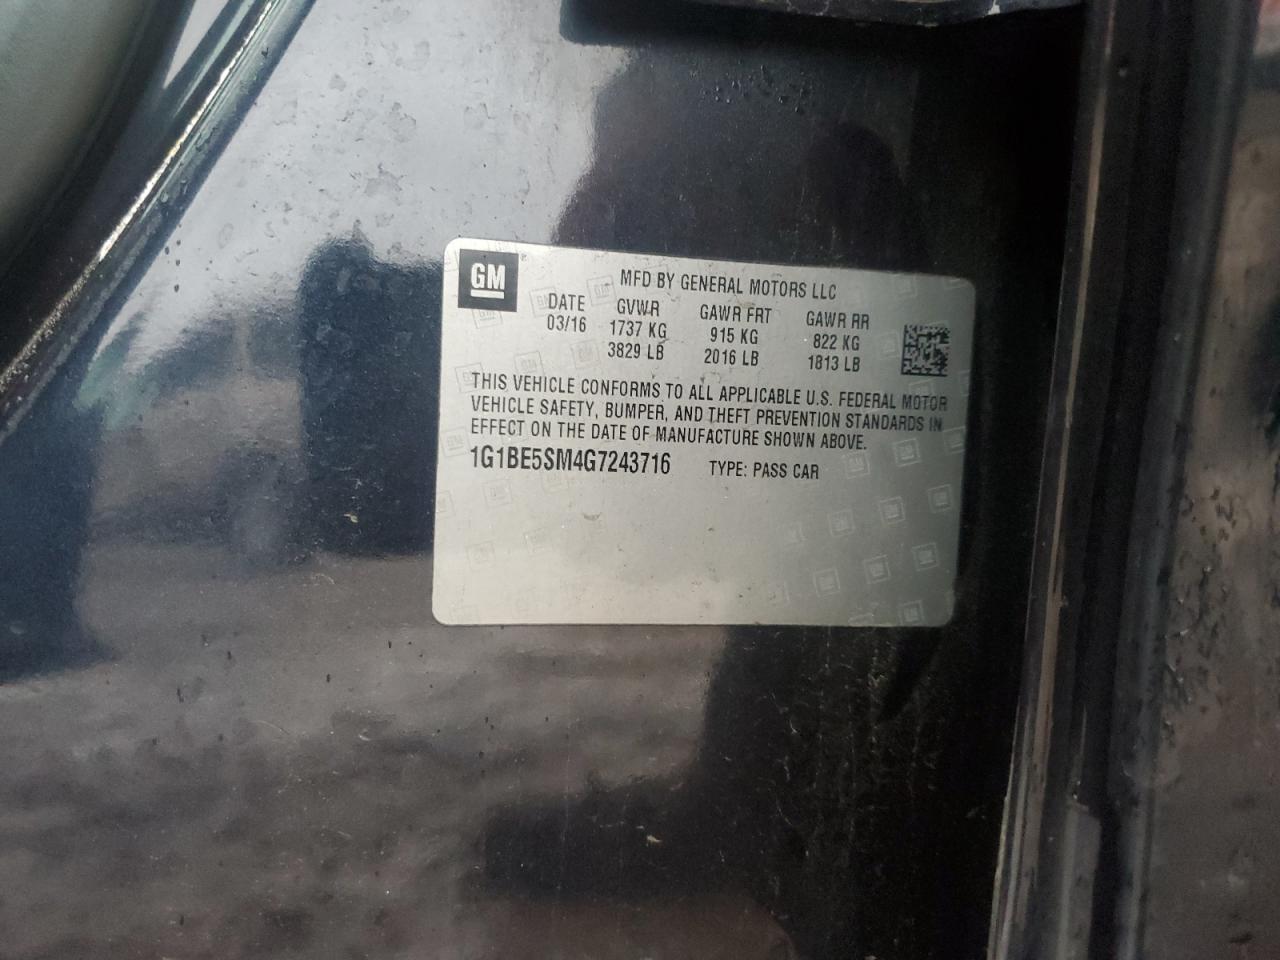 GM ®
MFD BY GENERAL MOTORS LLC
DATE GVWR GAWR FRT GAWR RR
03/16 1737 KG 915 KG 822 KG
3829 LB 2016 LB 1813 LB
THIS VEHICLE CONFORMS TO ALL APPLICABLE U.S. FEDERAL MOTOR
VEHICLE SAFETY, BUMPER, AND THEFT PREVENTION STANDARDS IN
EFFECT ON THE DATE OF MANUFACTURE SHOWN ABOVE.
1G1BE5SM4G7243716 TYPE: PASS CAR